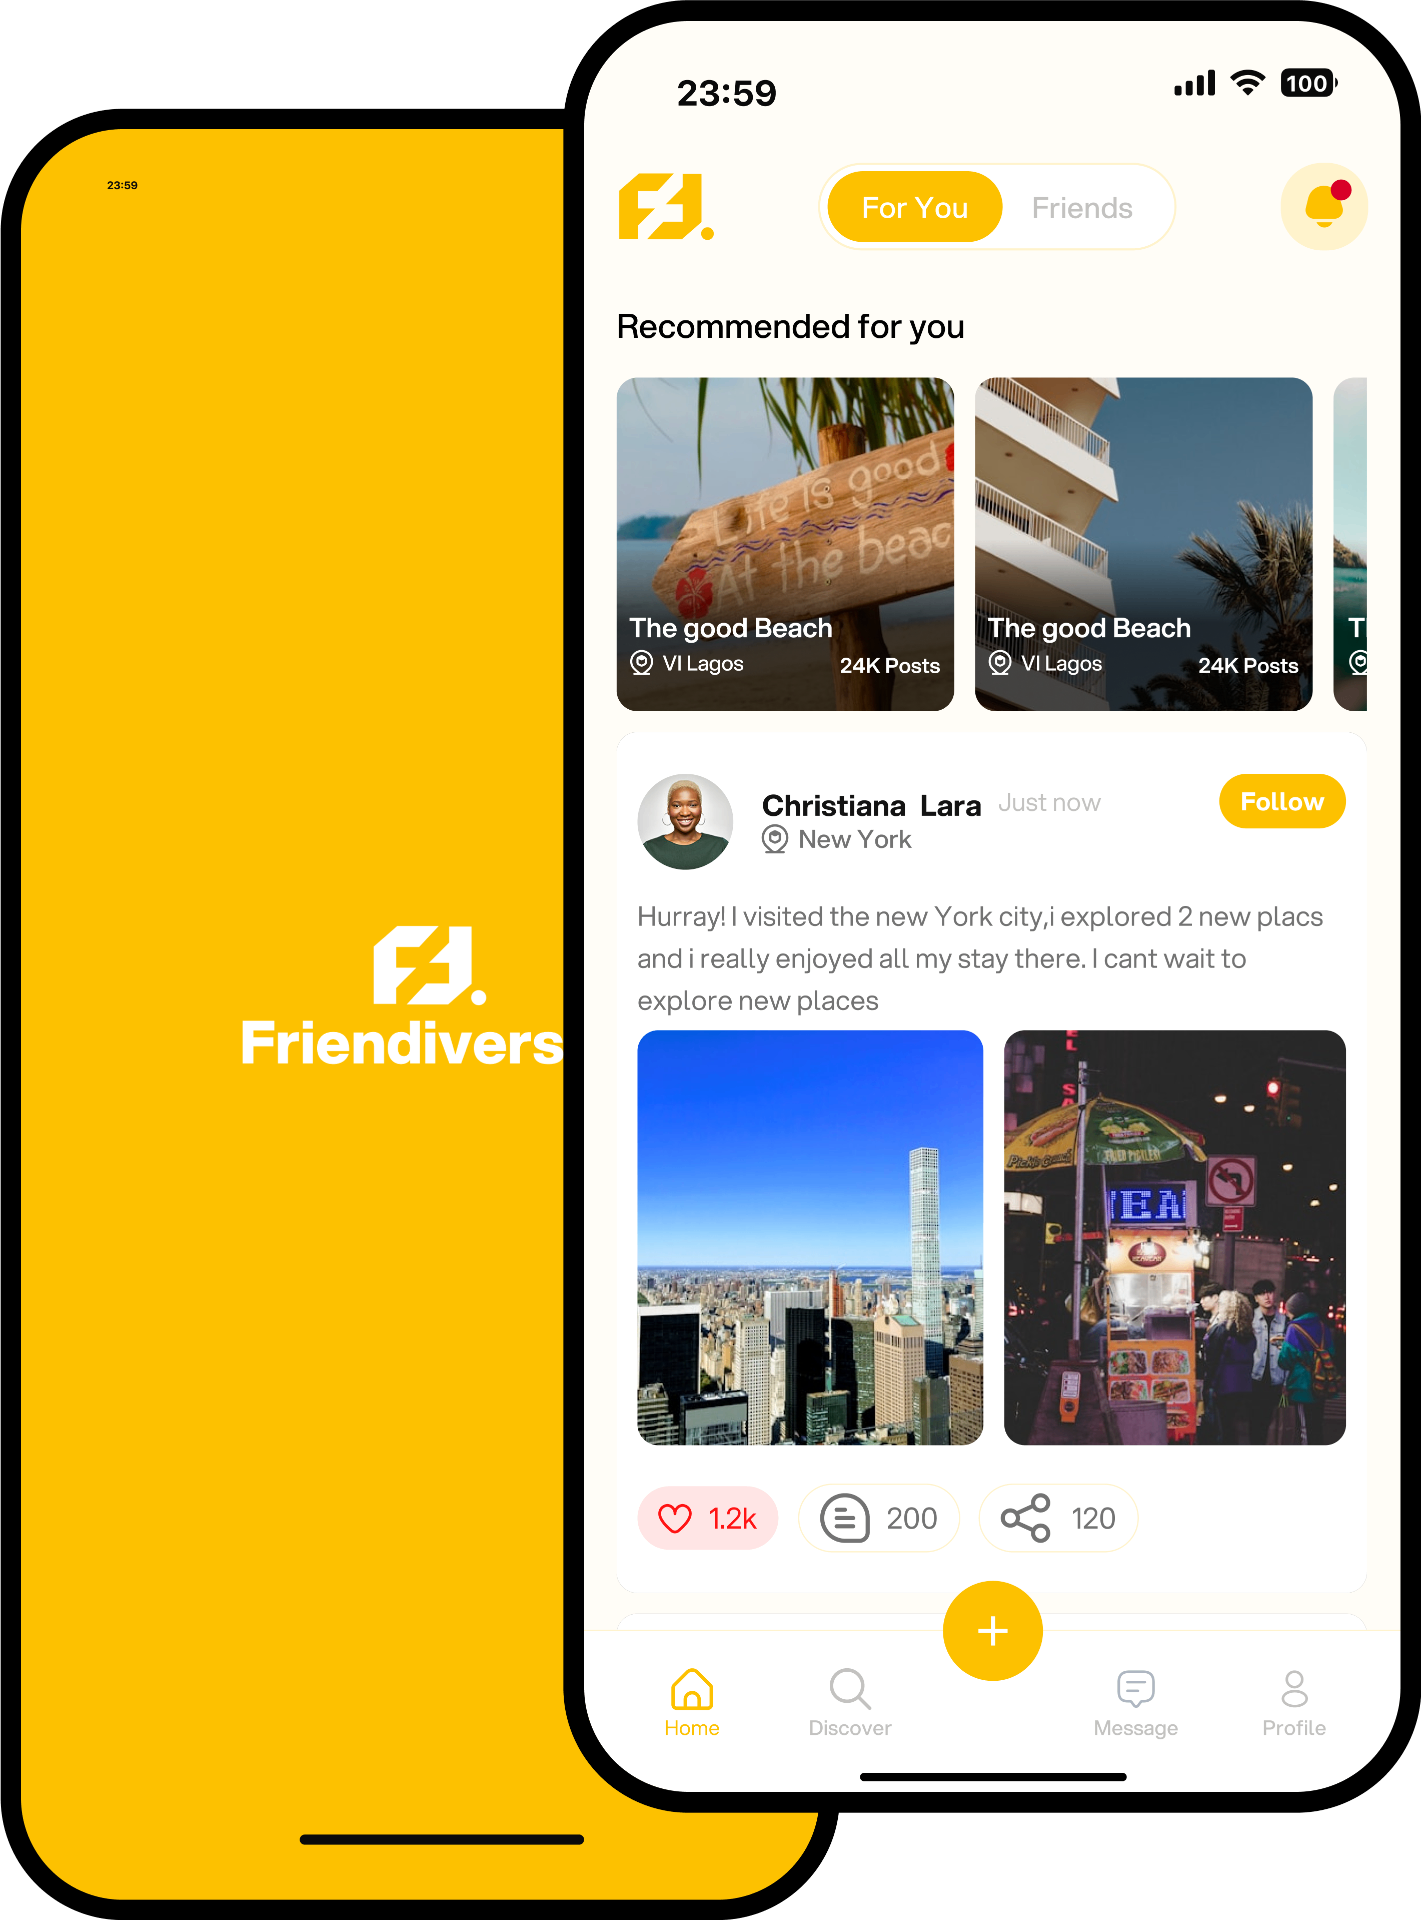 23:59
Friendivers
23:59
100
For You
Friends
Recommended for you
Life is good
At the beac
The good Beach
VI Lagos
24K Posts
The good Beach
VI Lagos
24K Posts
Christiana Lara
Just now
Follow
New York
Hurray! I visited the new York city,i explored 2 new placs
and i really enjoyed all my stay there. I cant wait to
explore new places
1.2k
200
120
Home
Discover
Message
Profile